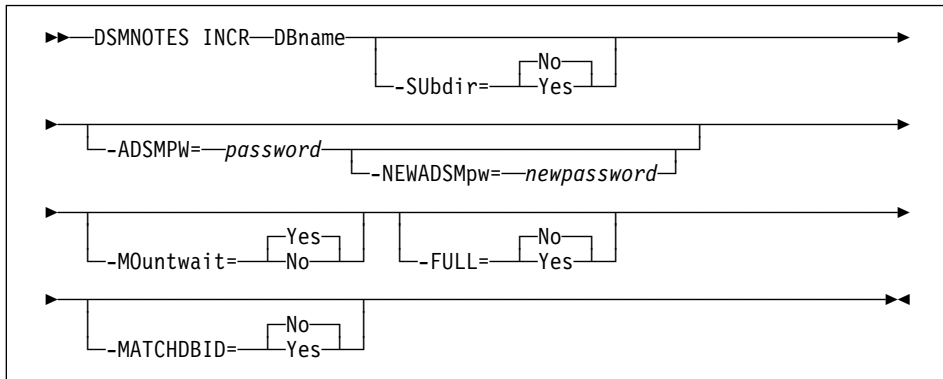 DSMNOTES INCR DBname
No
-SUbdir= Yes
-ADSMPW= password
-NEWADSMpw= newpassword
Yes No
-MOuntwait= No -FULL= Yes
No
-MATCHDBID= Yes